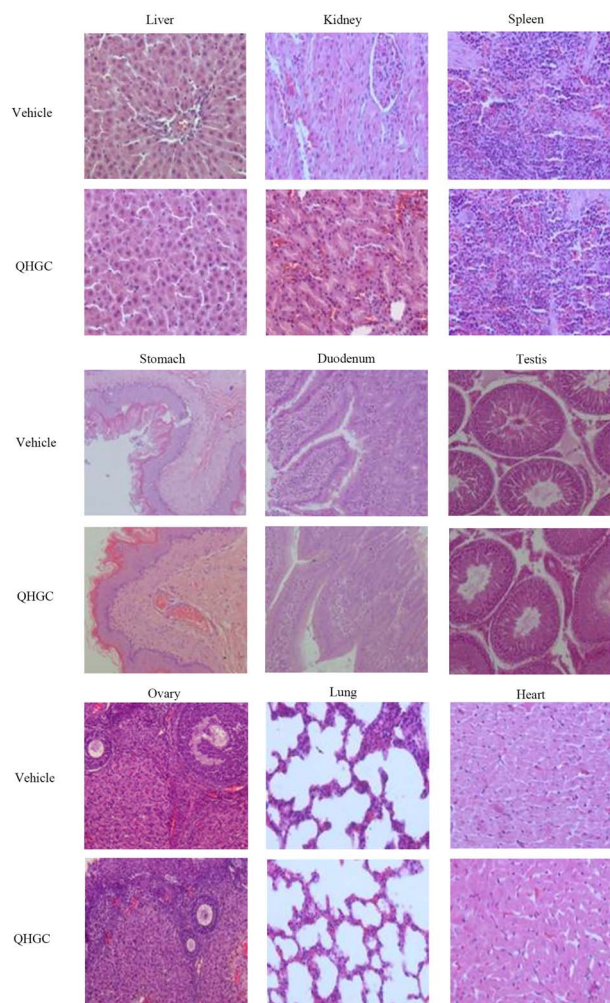 Liver Kidney Spleen
Vehicle
QHGC
Stomach Duodenum Testis
Vehicle
QHGC
Ovary Lung Heart
Vehicle
QHGC